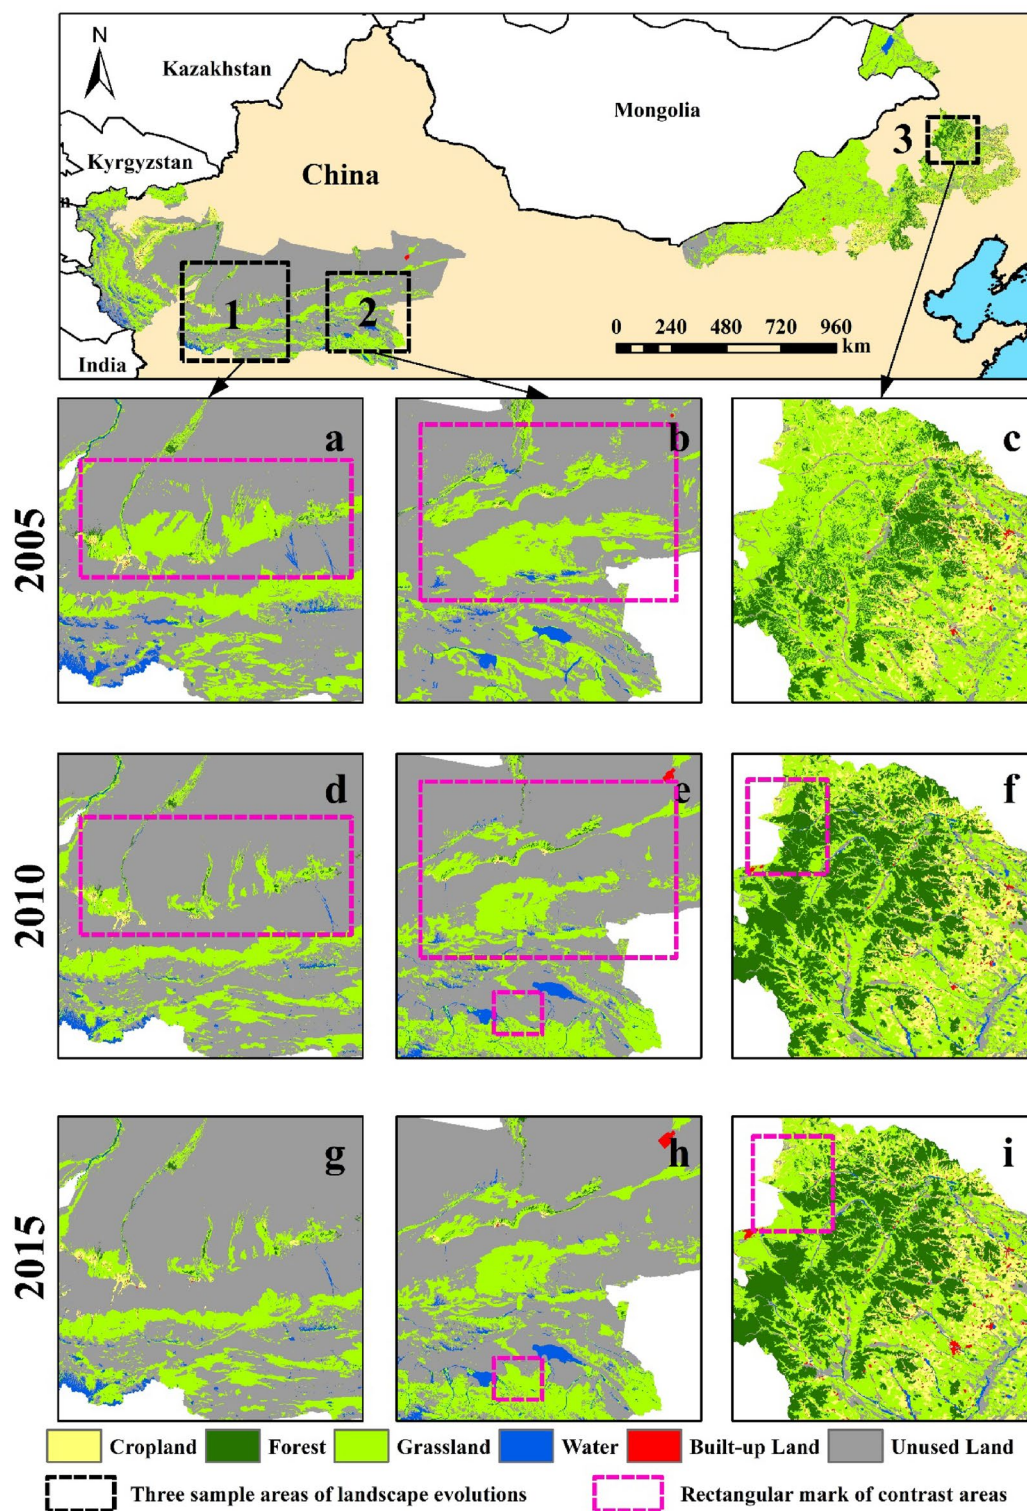 N
Kazakhstan
Mongolia
Kyrgyzstan
China
3
n
1
2
0 240 480 720 960
km
India
2005
a
b
c
2010
d
e
f
2015
g
h
i
Cropland Forest Grassland Water Built-up Land Unused Land
Three sample areas of landscape evolutions Rectangular mark of contrast areas